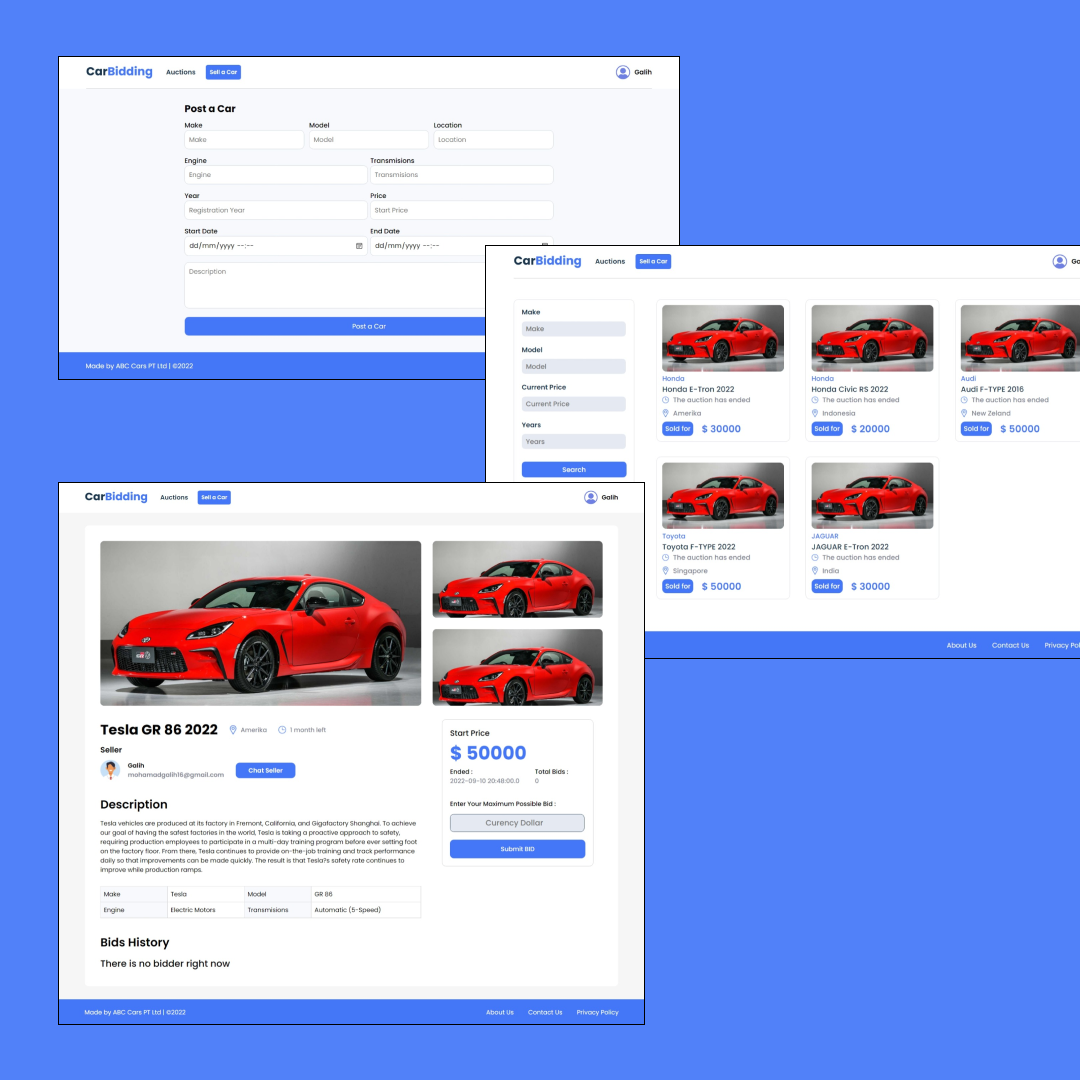 CarBidding Auctions Sell a Car Galih
Post a Car
Make Model Location
Make Model Location
Engine Transmisions
Engine Transmisions
Year Price
Registration Year Start Price
Start Date End Date
dd/mm/yyyy --:-- dd/mm/yyyy --:--
Description
Post a Car
Made by ABC Cars PT Ltd | ©2022
CarBidding Auctions Sell a Car
Make
Make
Model
Model
Current Price
Current Price
Years
Years
Search
Honda
Honda E-Tron 2022
The auction has ended
Amerika
Sold for $ 30000
Honda
Honda Civic RS 2022
The auction has ended
Indonesia
Sold for $ 20000
Audi
Audi F-TYPE 2016
The auction has ended
New Zeland
Sold for $ 50000
Toyota
Toyota F-TYPE 2022
The auction has ended
Singapore
Sold for $ 50000
JAGUAR
JAGUAR E-Tron 2022
The auction has ended
India
Sold for $ 30000
About Us Contact Us Privacy
CarBidding Auctions Sell a Car Galih
Tesla GR 86 2022 Amerika 1 month left
Seller
Galih
mohamadgalih16@gmail.com
Chat Seller
Start Price
$ 50000
Ended : Total Bids :
2022-09-10 20:48:00.0 0
Enter Your Maximum Possible Bid :
Curency Dollar
Submit BID
Description
Tesla vehicles are produced at its factory in Fremont, California, and Gigafactory Shanghai. To achieve
our goal of having the safest factories in the world, Tesla is taking a proactive approach to safety,
requiring production employees to participate in a multi-day training program before ever setting foot
on the factory floor. From there, Tesla continues to provide on-the-job training and track performance
daily so that improvements can be made quickly. The result is that Tesla?s safety rate continues to
improve while production ramps.
Make Tesla Model GR 86
Engine Electric Motors Transmisions Automatic (5-Speed)
Bids History
There is no bidder right now
Made by ABC Cars PT Ltd | ©2022 About Us Contact Us Privacy Policy